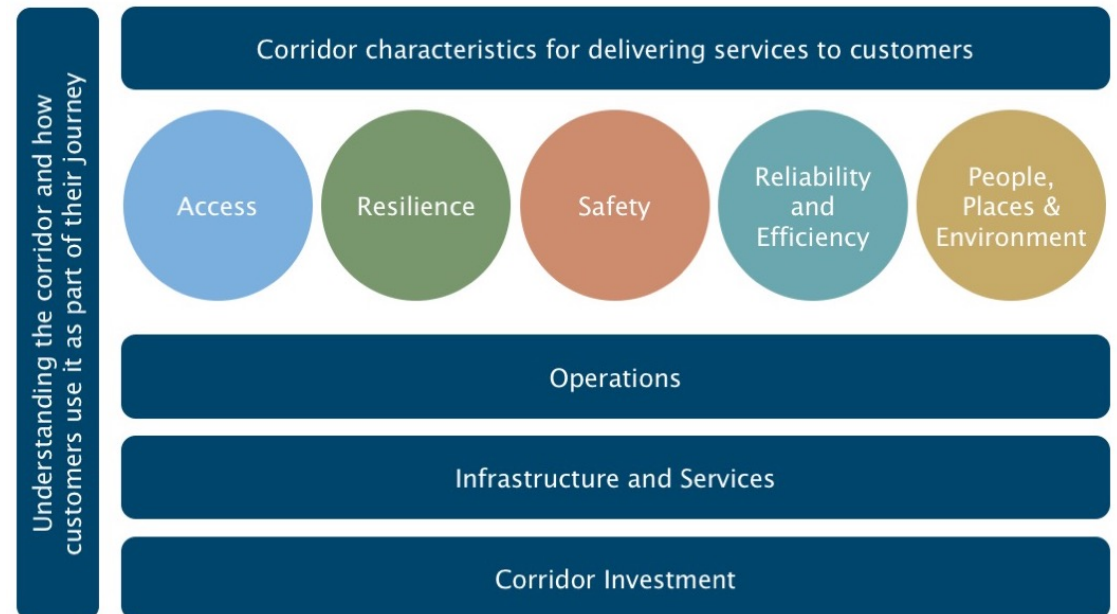 Understanding the corridor and how
customers use it as part of their journey
Corridor characteristics for delivering services to customers
Access
Resilience
Safety
Reliability
and
Efficiency
People,
Places &
Environment
Operations
Infrastructure and Services
Corridor Investment